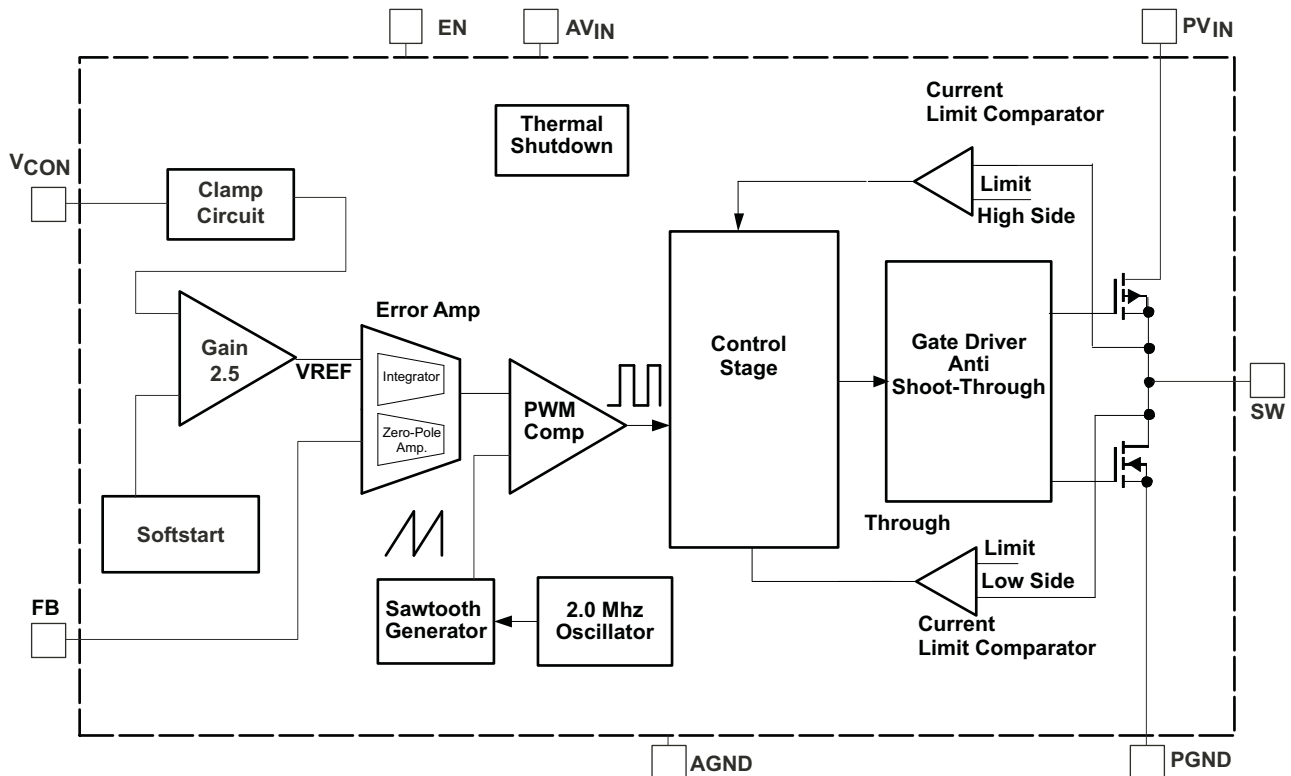 EN
AVIN
PVIN
Current
Limit Comparator
Thermal
Shutdown
VCON
Clamp
Circuit
Limit
High Side
Error Amp
Gain
2.5
VREF
Integrator
Zero-Pole
Amp.
PWM
Comp
Control
Stage
Gate Driver
Anti
Shoot-Through
SW
Softstart
Through
Limit
Low Side
FB
Sawtooth
Generator
2.0 Mhz
Oscillator
Current
Limit Comparator
AGND
PGND